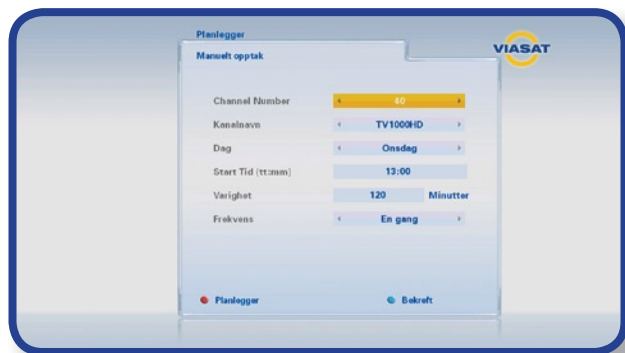 Planlegger
Manuelt opptak
VIASAT
Channel Number 40
Kanelnavn TV1000HD
Dag Onsdag
Start Tid (tt:mm) 13:00
Varighet 120 Minutter
Frekvens En gang
Planlegger Bekreft